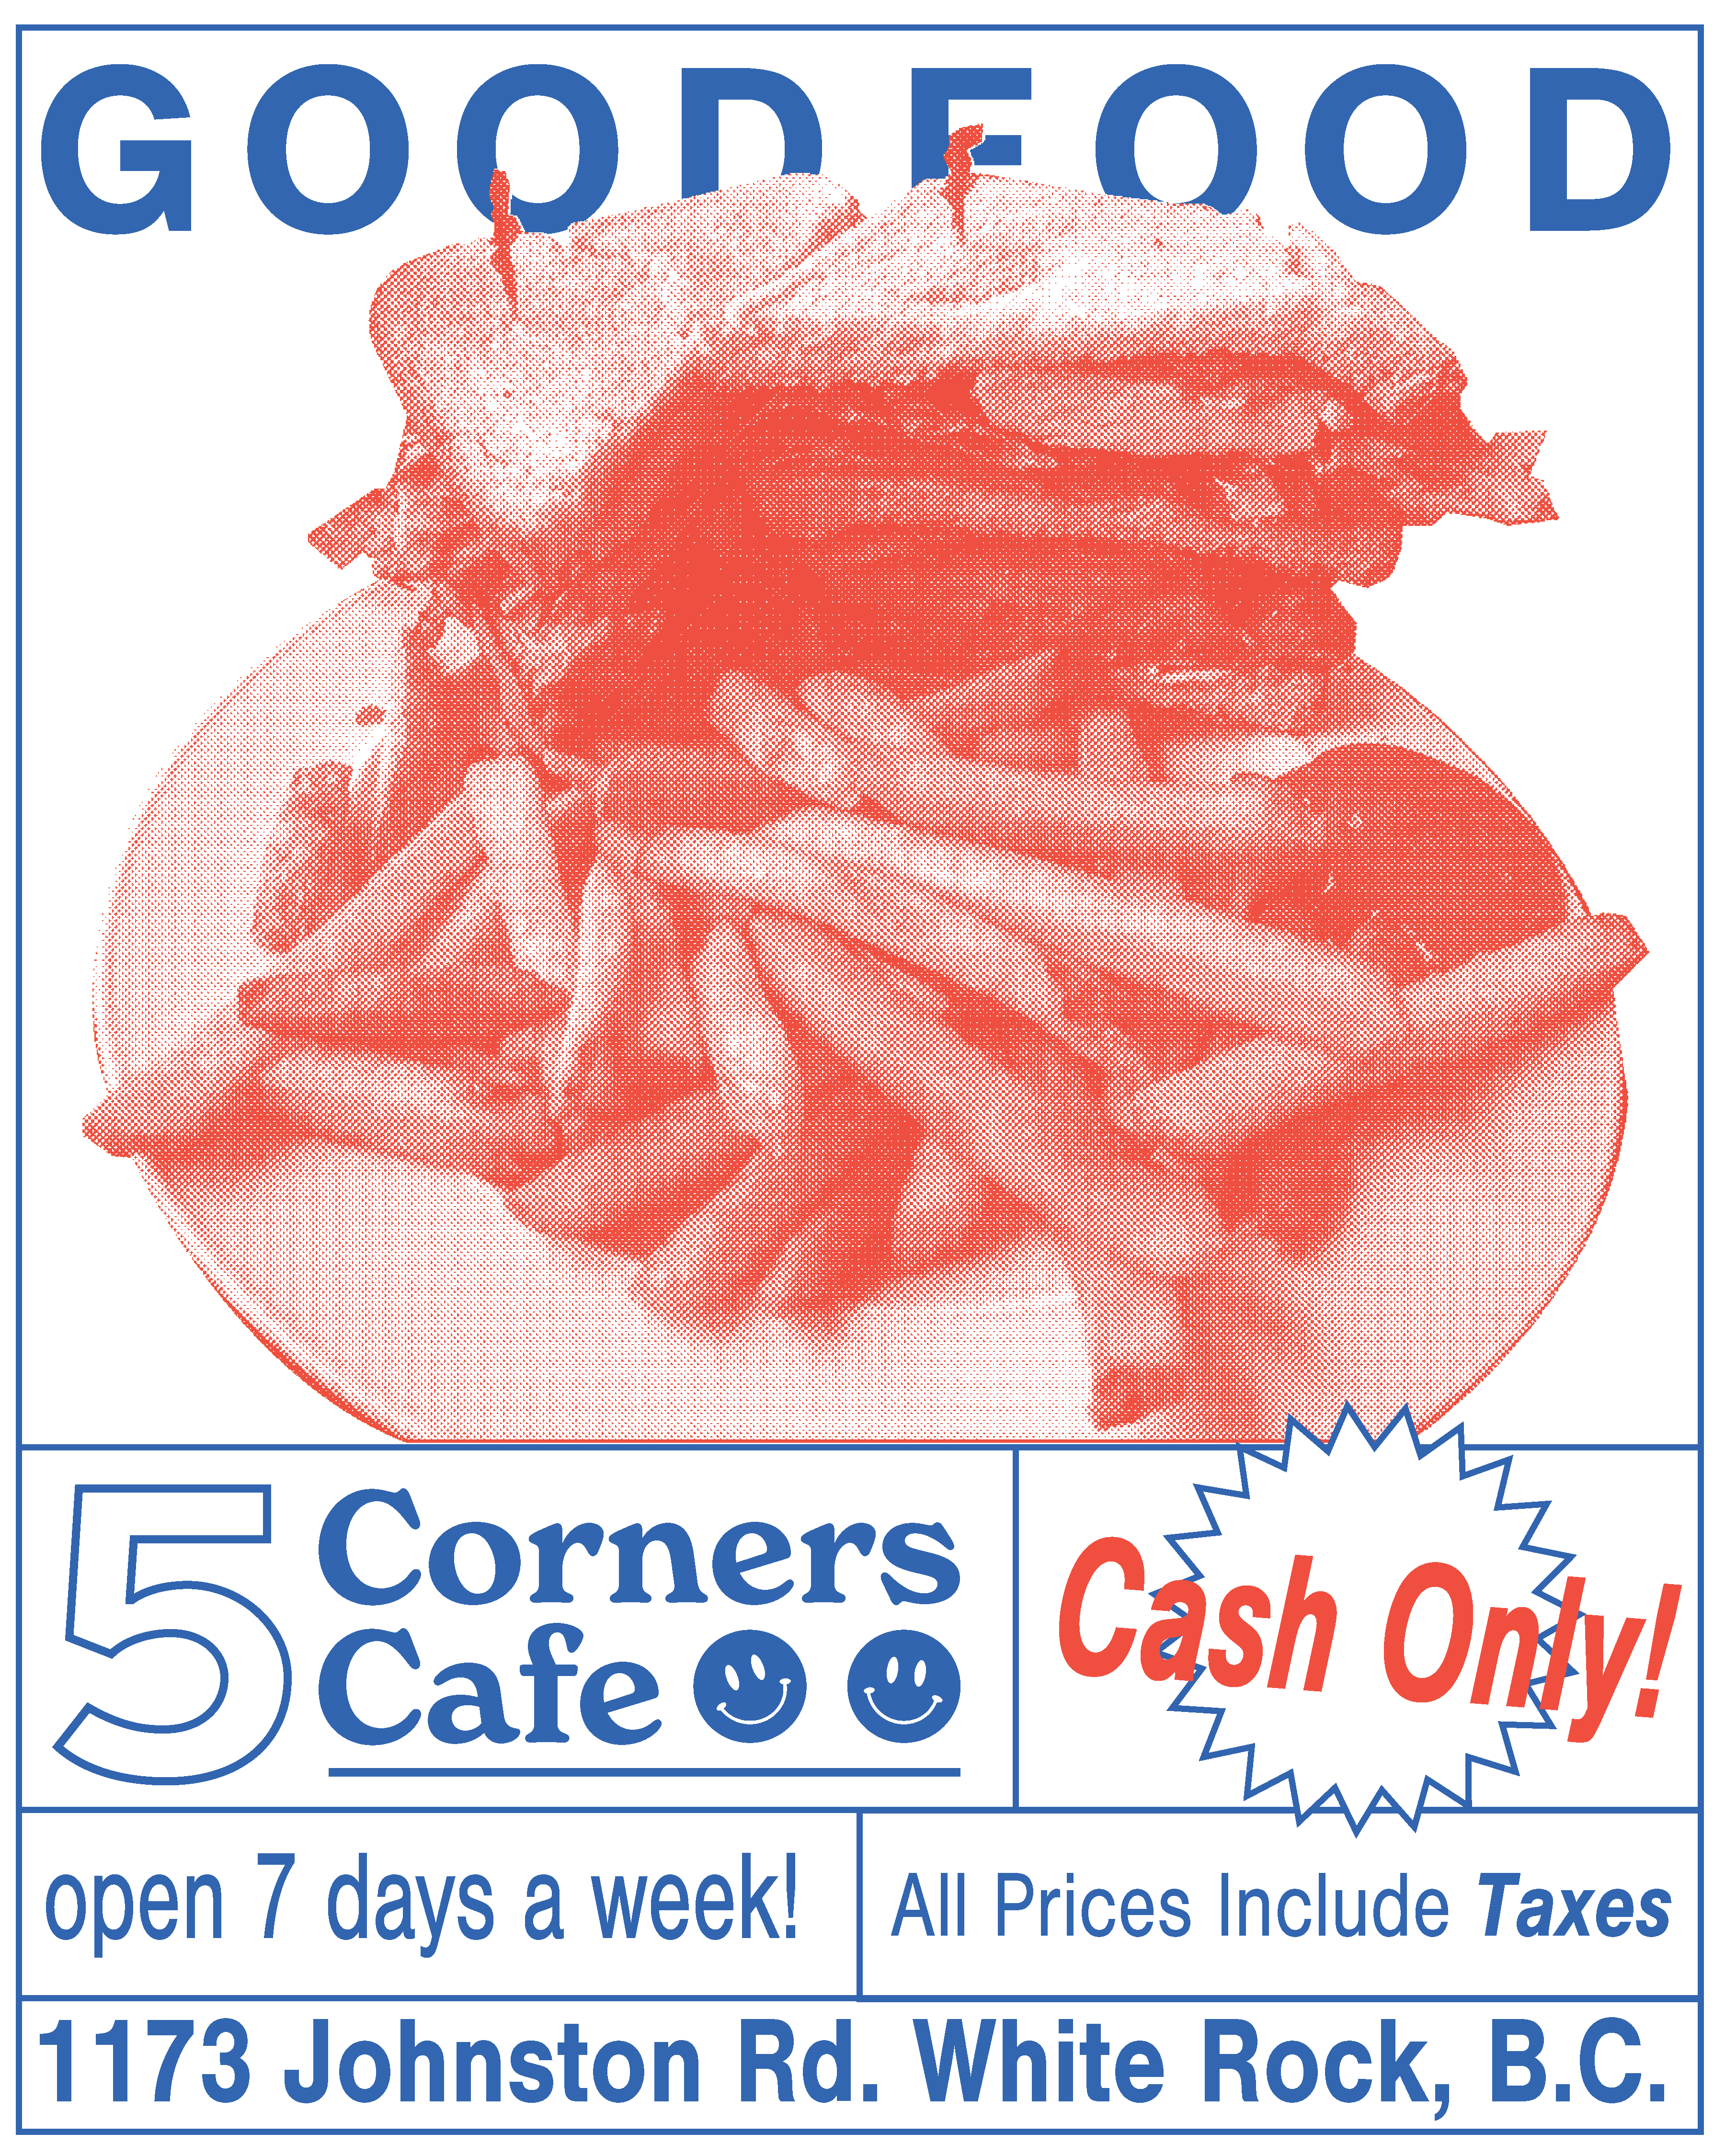 GOOD FOOD
5 Corners
Cafe
Cash Only!
open 7 days a week!
All Prices Include Taxes
1173 Johnston Rd. White Rock, B.C.